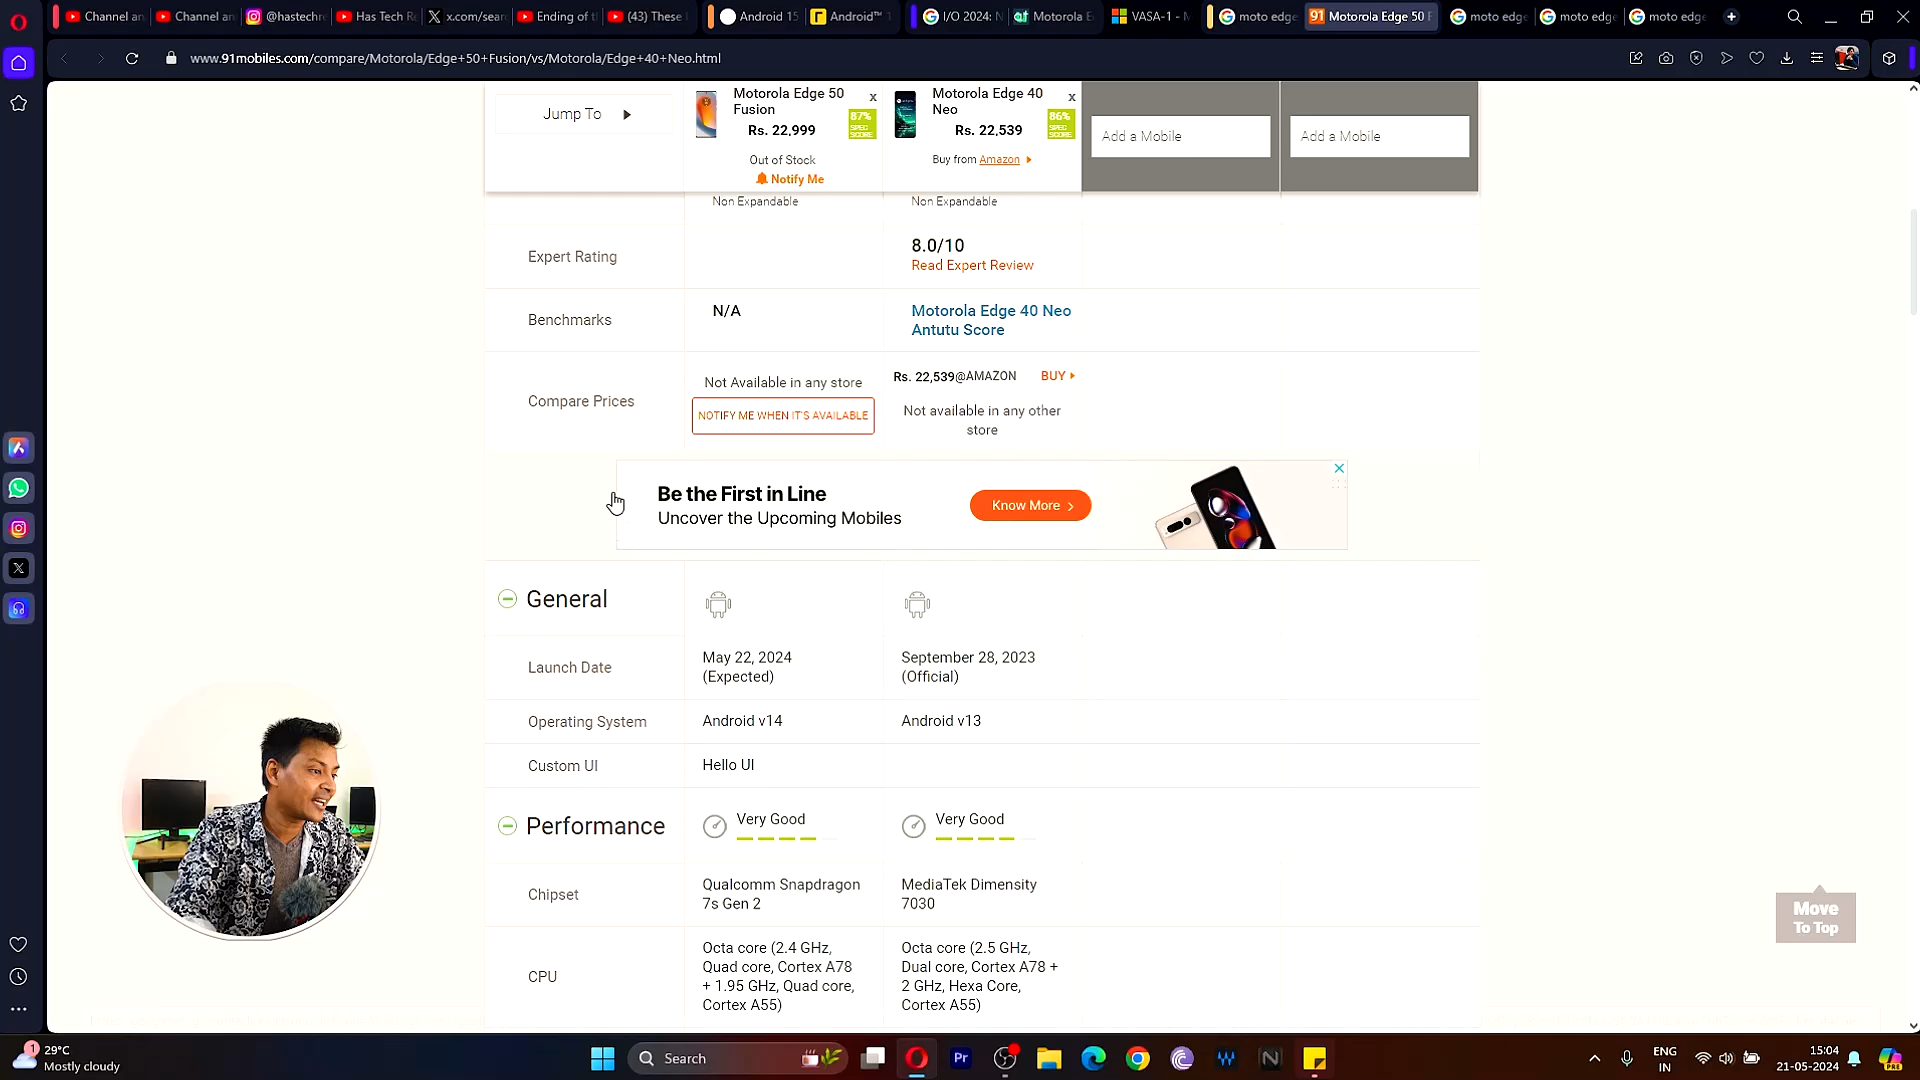 Channel an
Channel an
@hastechre
Has Tech Re
x.com/sear
Ending of t
(43) These
Android 15
Android™
I/O 2024: N
Motorola E
VASA-1 - M
moto edge
Motorola Edge 50 F
moto edge
moto edge
moto edge
www.91mobiles.com/compare/Motorola/Edge+50+Fusion/vs/Motorola/Edge+40+Neo.html
Jump To
Motorola Edge 50
Fusion
x
Rs. 22,999
87%
SPEC
SCORE
Out of Stock
Notify Me
Motorola Edge 40
Neo
x
Rs. 22,539
86%
SPEC
SCORE
Buy from Amazon
Add a Mobile
Add a Mobile
Non Expandable
Non Expandable
Expert Rating
8.0/10
Read Expert Review
Benchmarks
N/A
Motorola Edge 40 Neo
Antutu Score
Compare Prices
Not Available in any store
NOTIFY ME WHEN IT'S AVAILABLE
Rs. 22,539@AMAZON
BUY
Not available in any other
store
Be the First in Line
Uncover the Upcoming Mobiles
Know More
General
Launch Date
May 22, 2024
(Expected)
September 28, 2023
(Official)
Operating System
Android v14
Android v13
Custom UI
Hello UI
Performance
Very Good
Very Good
Chipset
Qualcomm Snapdragon
7s Gen 2
MediaTek Dimensity
7030
CPU
Octa core (2.4 GHz,
Quad core, Cortex A78
+ 1.95 GHz, Quad core,
Cortex A55)
Octa core (2.5 GHz,
Dual core, Cortex A78 +
2 GHz, Hexa Core,
Cortex A55)
Move
To Top
1
29°C
Mostly cloudy
Search
Pr
ENG
IN
15:04
21-05-2024
PRE